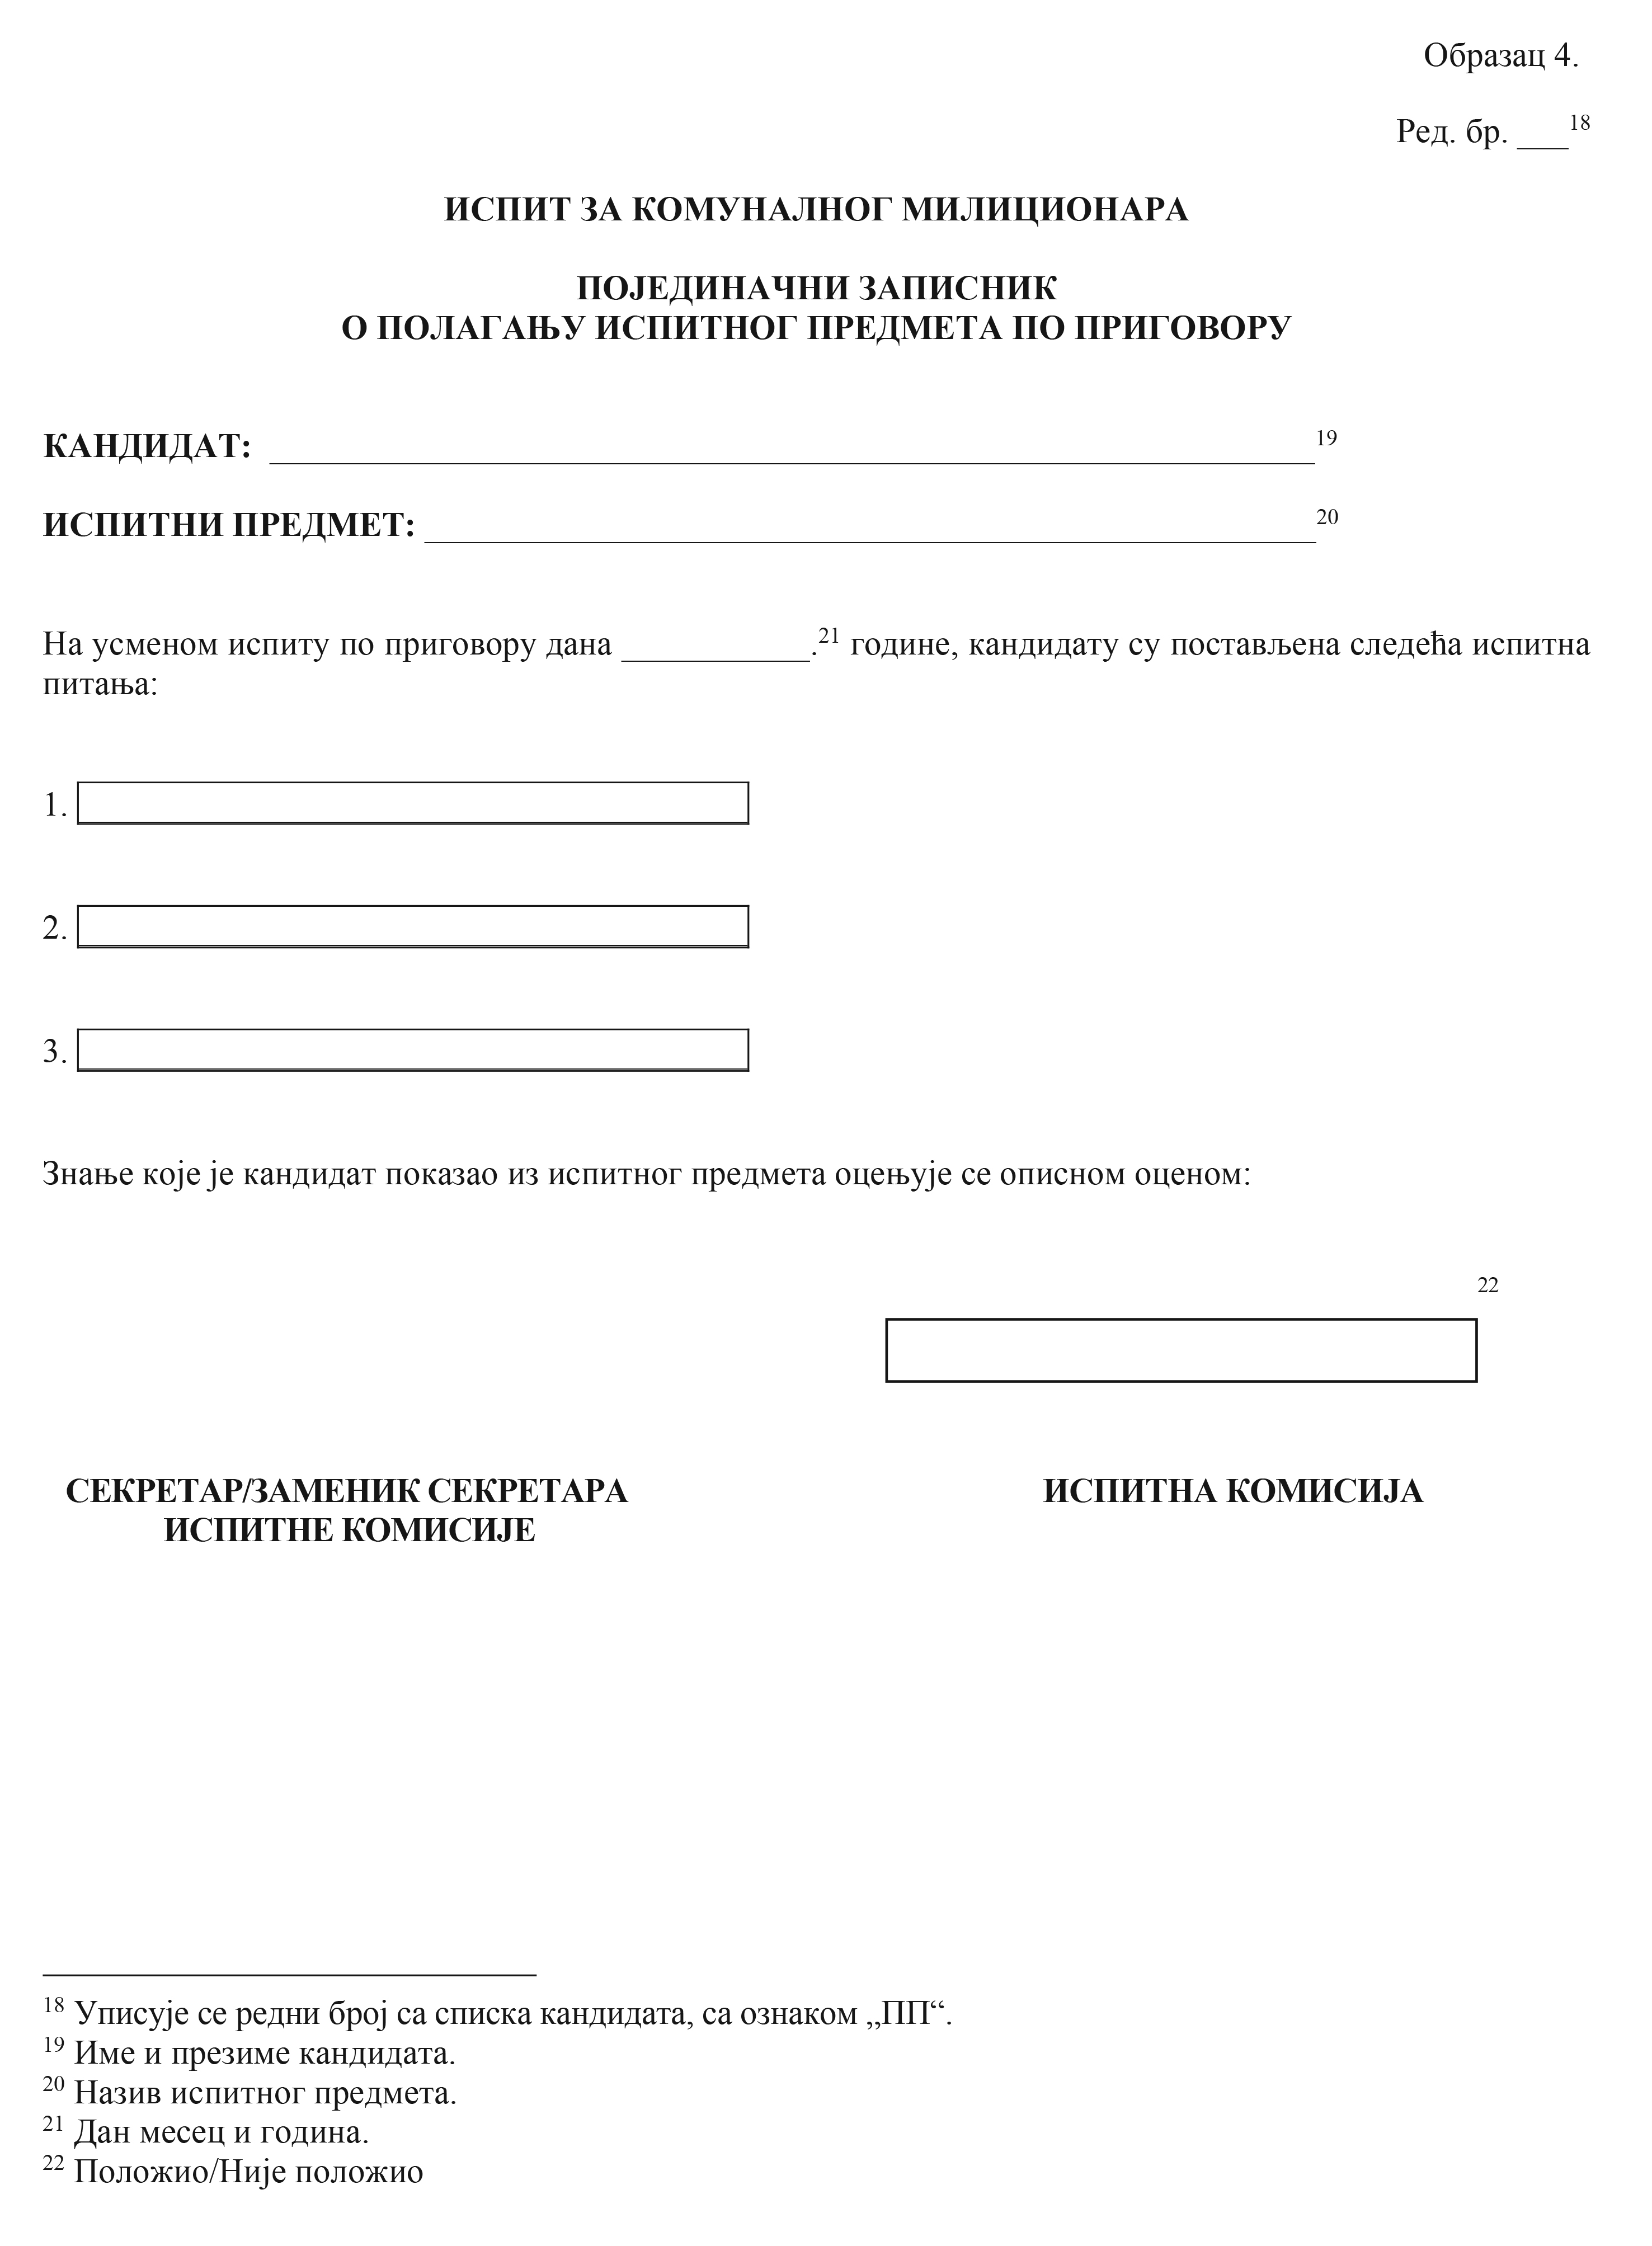 Образац 4.
Ред. бр. ___18
ИСПИТ ЗА КОМУНАЛНОГ МИЛИЦИОНАРА
ПОЈЕДИНАЧНИ ЗАПИСНИК
О ПОЛАГАЊУ ИСПИТНОГ ПРЕДМЕТА ПО ПРИГОВОРУ
КАНДИДАТ: ______________________________19
ИСПИТНИ ПРЕДМЕТ: ______________________________20
На усменом испиту по приговору дана ___________.21 године, кандидату су постављена следећа испитна
питања:
1.
2.
3.
Знање које је кандидат показао из испитног предмета оцењује се описном оценом:
22
СЕКРЕТАР/ЗАМЕНИК СЕКРЕТАРА
ИСПИТНЕ КОМИСИЈЕ
ИСПИТНА КОМИСИЈА
18 Уписује се редни број са списка кандидата, са ознаком „ПП“.
19 Име и презиме кандидата.
20 Назив испитног предмета.
21 Дан месец и година.
22 Положио/Није положио